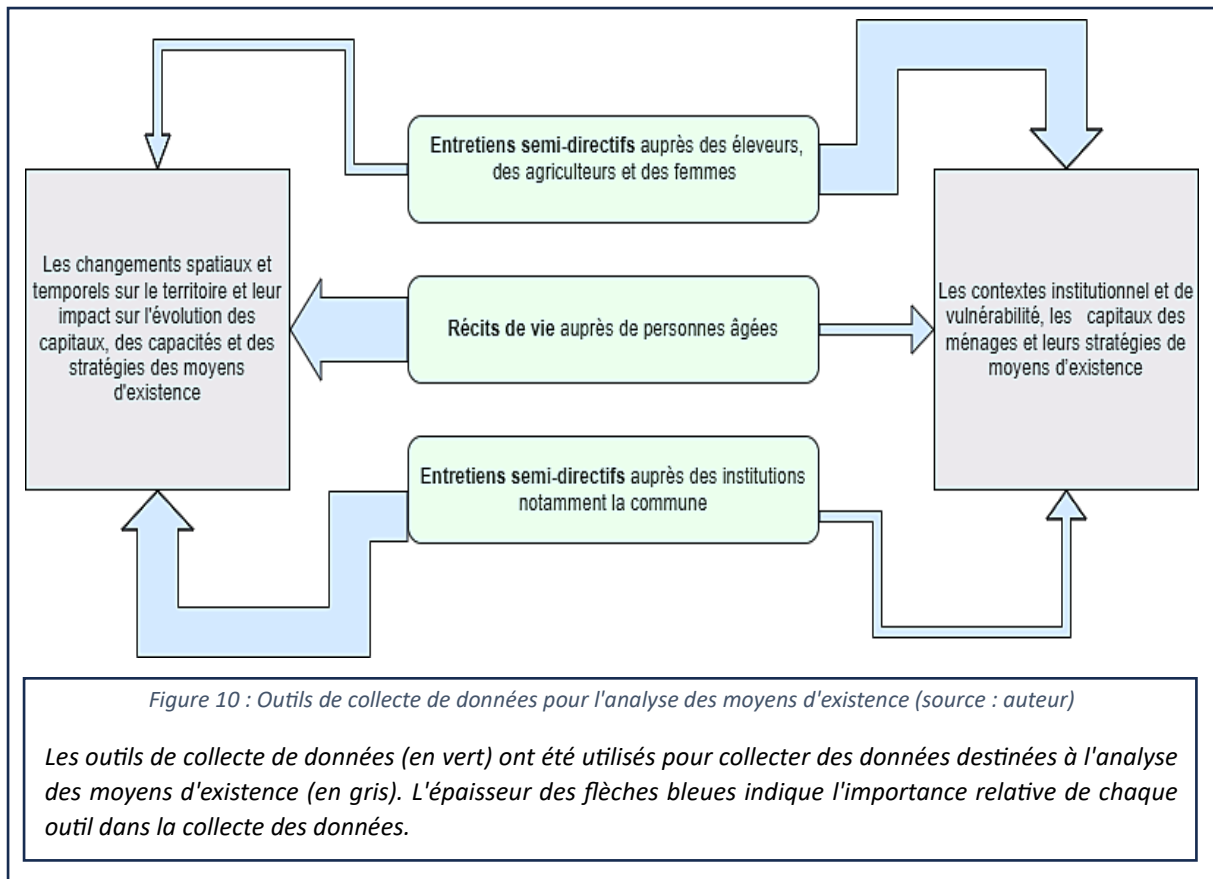 Entretiens semi-directifs auprès des éleveurs,
des agriculteurs et des femmes
Les changements spatiaux et
temporels sur le territoire et leur
impact sur l'évolution des
capitaux, des capacités et des
stratégies des moyens
d'existence
Récits de vie auprès de personnes âgées
Les contextes institutionnel et de
vulnérabilité, les capitaux des
ménages et leurs stratégies de
moyens d'existence
Entretiens semi-directifs auprès des institutions
notamment la commune
Figure 10 : Outils de collecte de données pour l'analyse des moyens d'existence (source : auteur)
Les outils de collecte de données (en vert) ont été utilisés pour collecter des données destinées à l'analyse
des moyens d'existence (en gris). L'épaisseur des flèches bleues indique l'importance relative de chaque
outil dans la collecte des données.